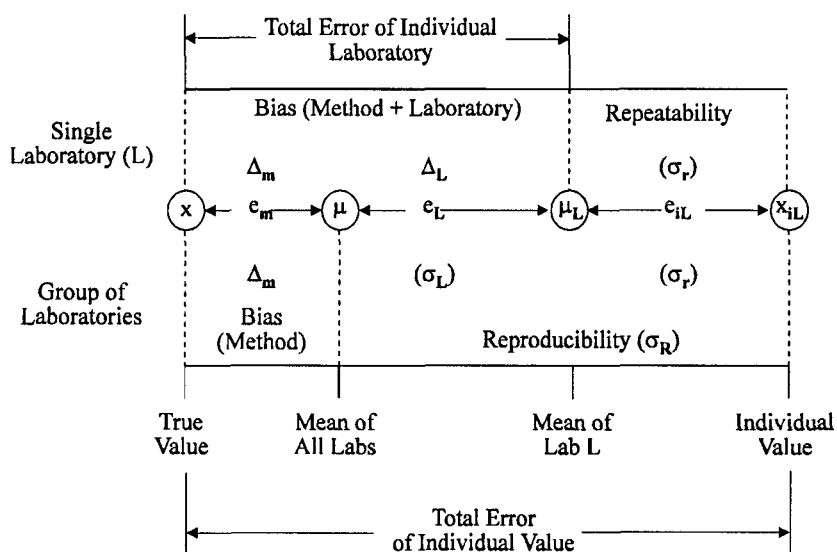 Total Error of Individual
Laboratory
Bias (Method + Laboratory)
Repeatability
Single
Laboratory (L)
Δm
ΔL
(σr)
x
em
μ
eL
μL
eiL
xiL
Δm
(σL)
(σr)
Group of
Laboratories
Bias
(Method)
Reproducibility (σR)
True
Value
Mean of
All Labs
Mean of
Lab L
Individual
Value
Total Error
of Individual Value